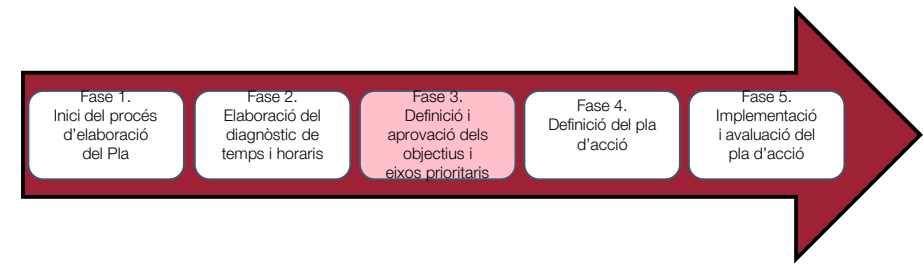 Fase 1.
Inici del procés
d’elaboració
del Pla
Fase 2.
Elaboració del
diagnòstic de
temps i horaris
Fase 3.
Definició i
aprovació dels
objectius i
eixos prioritaris
Fase 4.
Definició del pla
d’acció
Fase 5.
Implementació
i avaluació del
pla d’acció